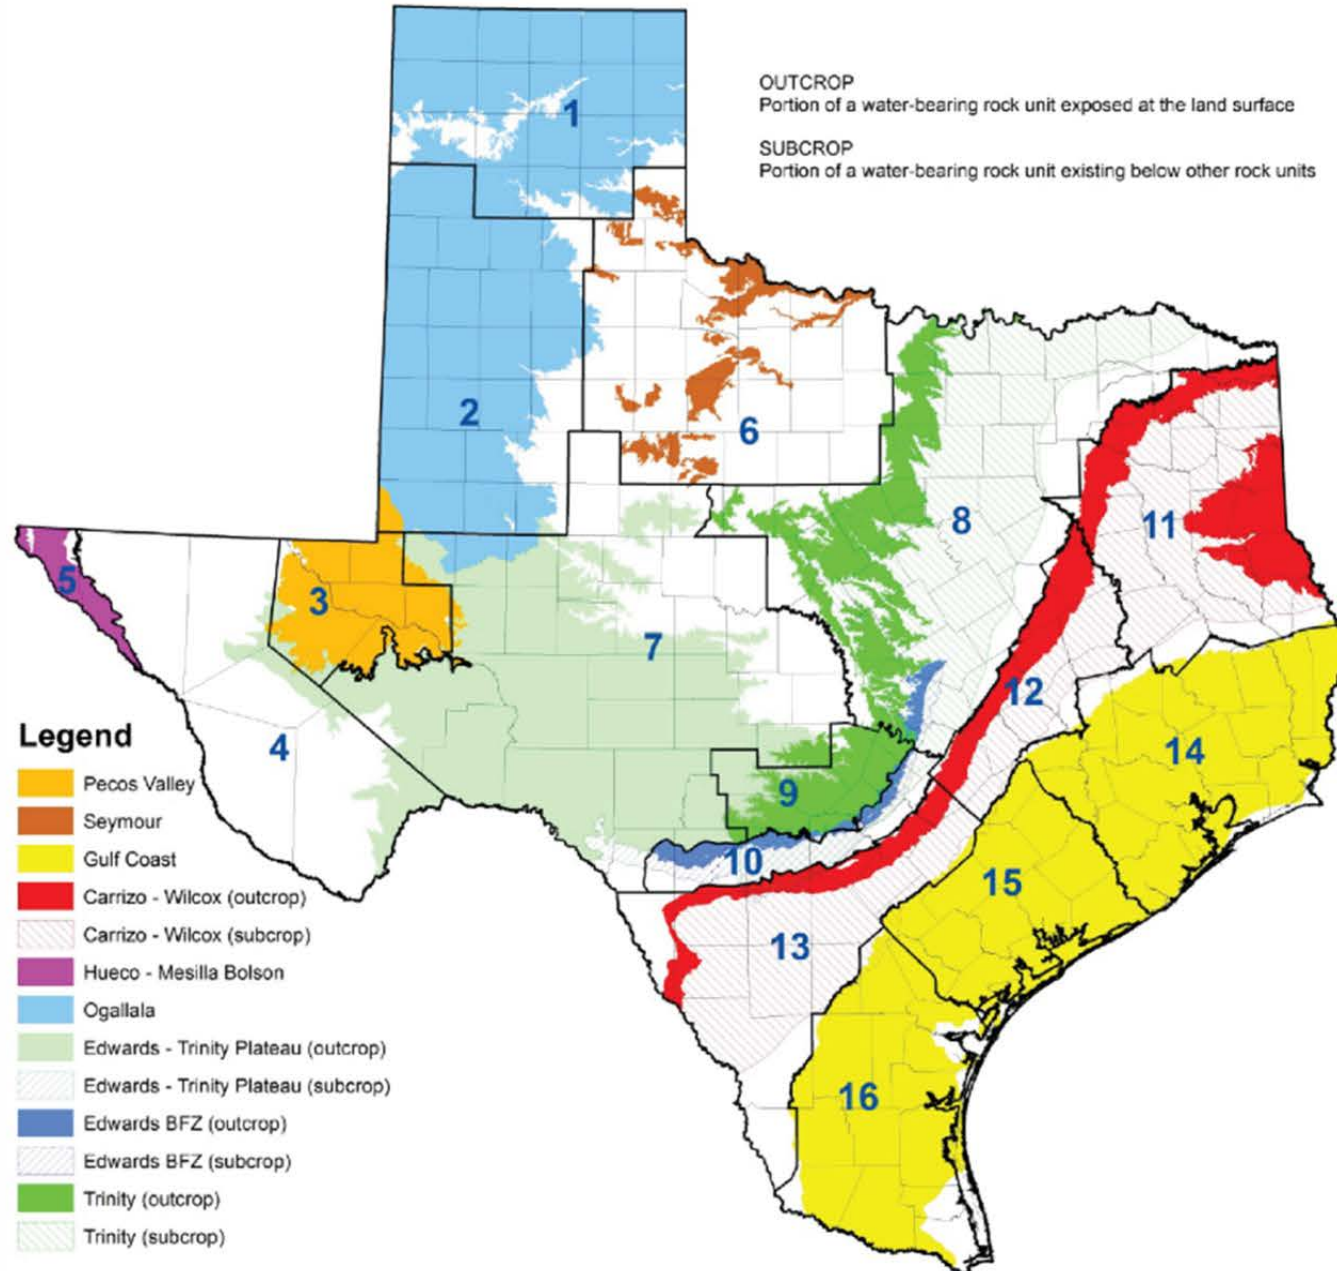 OUTCROP
Portion of a water-bearing rock unit exposed at the land surface
SUBCROP
Portion of a water-bearing rock unit existing below other rock units
1
2
6
8
11
5
3
7
12
4
14
9
10
15
13
16
Legend
Pecos Valley
Seymour
Gulf Coast
Carrizo - Wilcox (outcrop)
Carrizo - Wilcox (subcrop)
Hueco - Mesilla Bolson
Ogallala
Edwards - Trinity Plateau (outcrop)
Edwards - Trinity Plateau (subcrop)
Edwards BFZ (outcrop)
Edwards BFZ (subcrop)
Trinity (outcrop)
Trinity (subcrop)